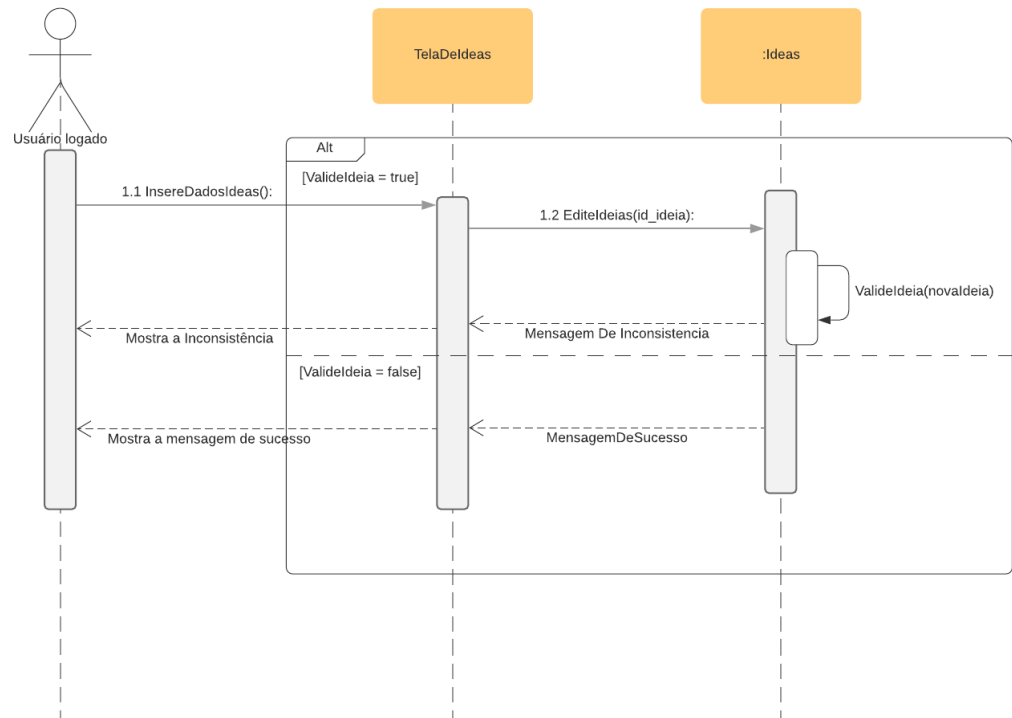 TelaDeIdeas
:Ideas
Usuário logado
Alt
[ValideIdeia = true]
1.1 InsereDadosIdeas():
1.2 EditeIdeias(id_ideia):
ValideIdeia(novaIdeia)
Mensagem De Inconsistencia
Mostra a Inconsistência
[ValideIdeia = false]
MensagemDeSucesso
Mostra a mensagem de sucesso